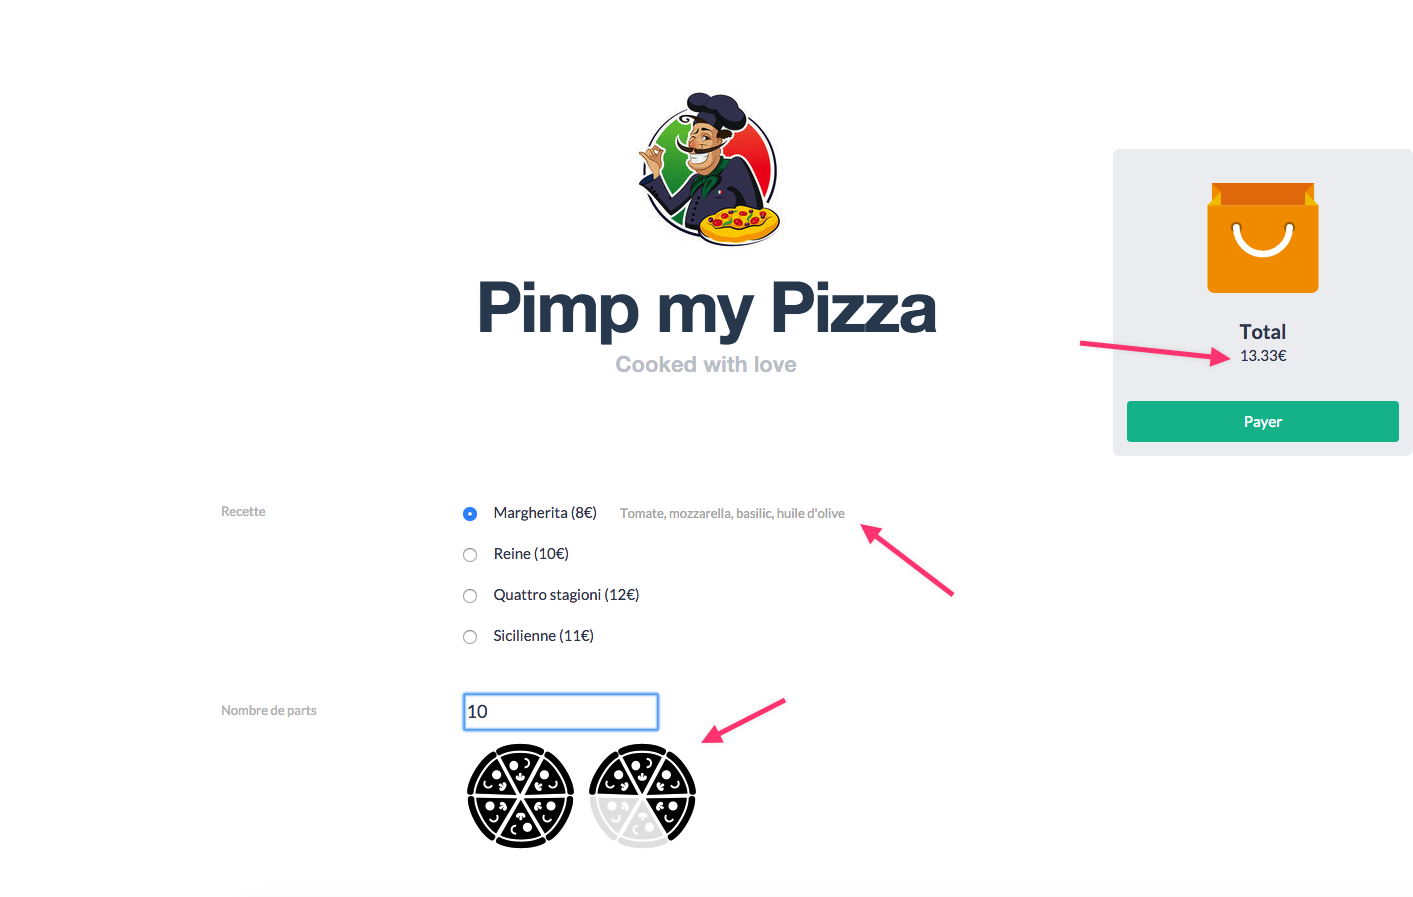 Pimp my Pizza
Cooked with love
Total
13.33€
Payer
Recette
Margherita (8€) Tomate, mozzarella, basilic, huile d'olive
Reine (10€)
Quattro stagioni (12€)
Sicilienne (11€)
Nombre de parts
10